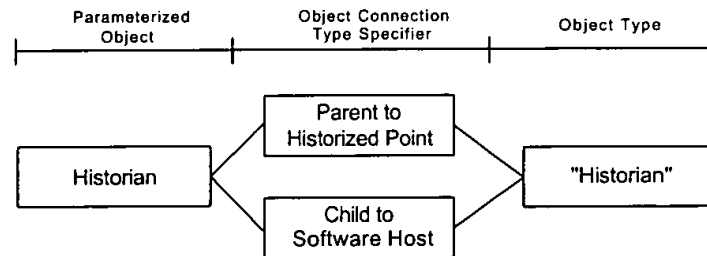 Parameterized
Object
Object Connection
Type Specifier
Object Type
Parent to
Historized Point
Historian
"Historian"
Child to
Software Host